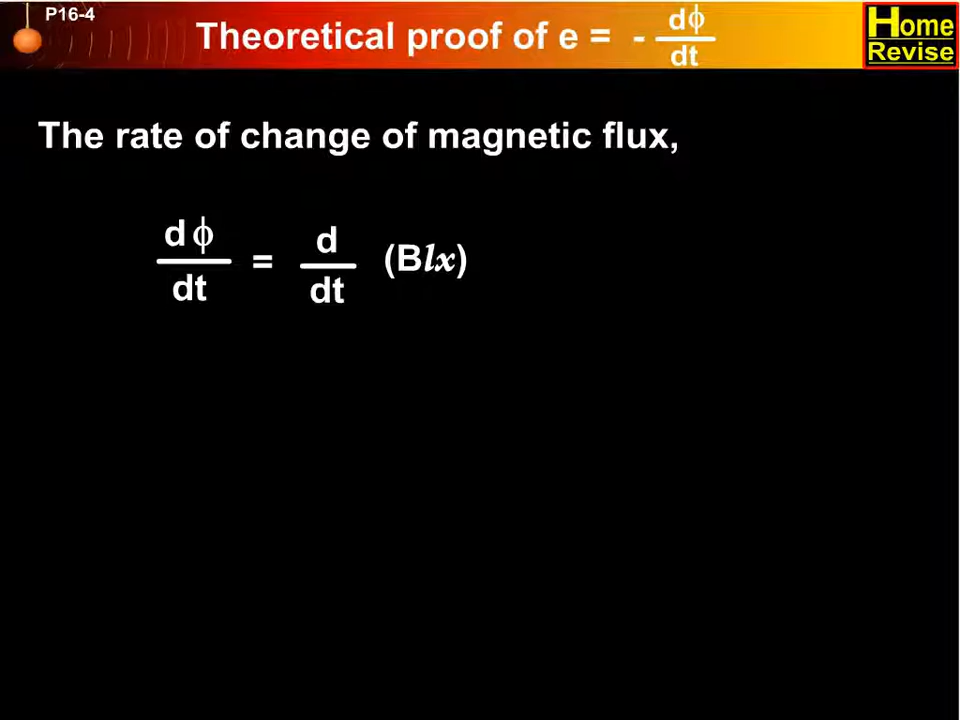 P16-4
Theoretical proof of e = - dϕ/dt
Home
Revise
The rate of change of magnetic flux,
dϕ/dt = d/dt (Blx)